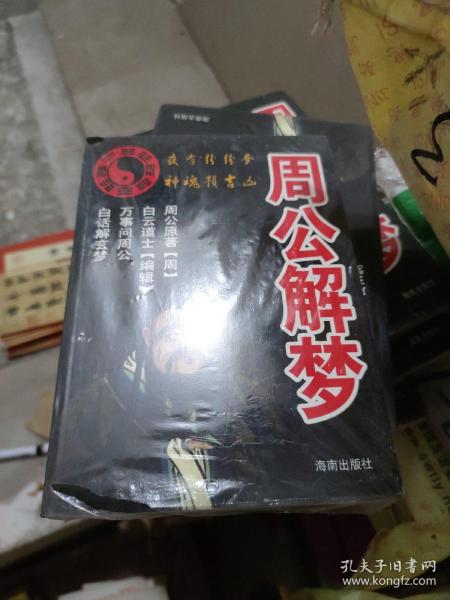 夜有纷纷梦
神魂预吉凶
周公解梦
周公原著【周】
白云道士【编辑】
万事问周公
白话解玄梦
海南出版社
孔夫子旧书网
www.kongfz.com